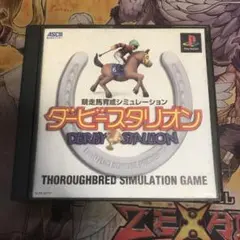 ASCII
PlayStation
競走馬育成シミュレーション
ダービースタリオン
DERBY STALLION
THOROUGHBRED SIMULATION GAME
ZEXAL